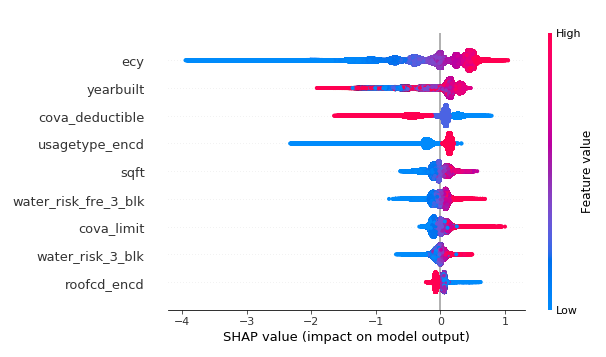 High
ecy
yearbuilt
cova_deductible
usagetype_encd
sqft
water_risk_fre_3_blk
cova_limit
water_risk_3_blk
roofcd_encd
Feature value
Low
−4 −3 −2 −1 0 1
SHAP value (impact on model output)